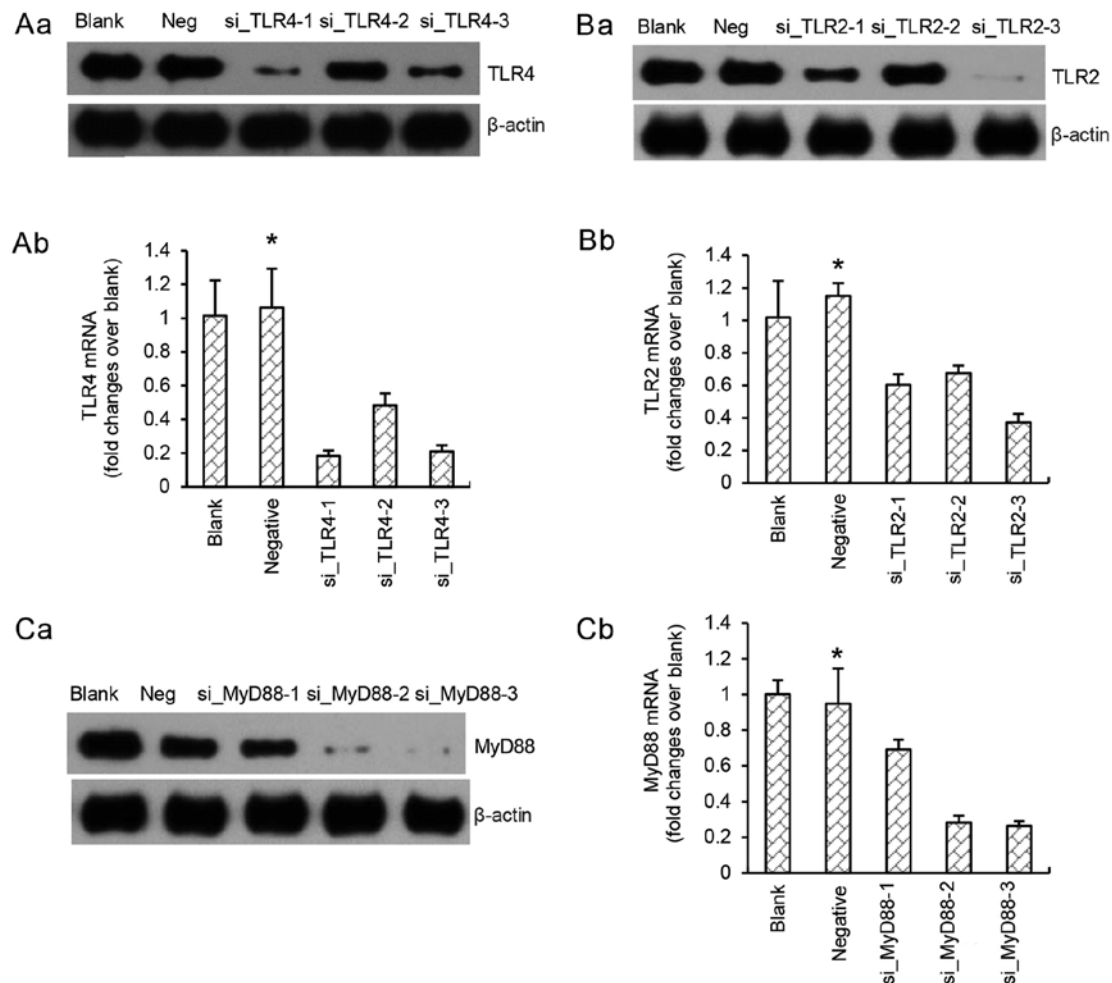 Aa
Blank Neg si_TLR4-1 si_TLR4-2 si_TLR4-3
TLR4
β-actin
Ba
Blank Neg si_TLR2-1 si_TLR2-2 si_TLR2-3
TLR2
β-actin
Ab
TLR4 mRNA
(fold changes over blank)
1.4
1.2
1
0.8
0.6
0.4
0.2
0
*
Blank
Negative
si_TLR4-1
si_TLR4-2
si_TLR4-3
Bb
TLR2 mRNA
(fold changes over blank)
1.4
1.2
1
0.8
0.6
0.4
0.2
0
*
Blank
Negative
si_TLR2-1
si_TLR2-2
si_TLR2-3
Ca
Blank Neg si_MyD88-1 si_MyD88-2 si_MyD88-3
MyD88
β-actin
Cb
MyD88 mRNA
(fold changes over blank)
1.4
1.2
1
0.8
0.6
0.4
0.2
0
*
Blank
Negative
si_MyD88-1
si_MyD88-2
si_MyD88-3